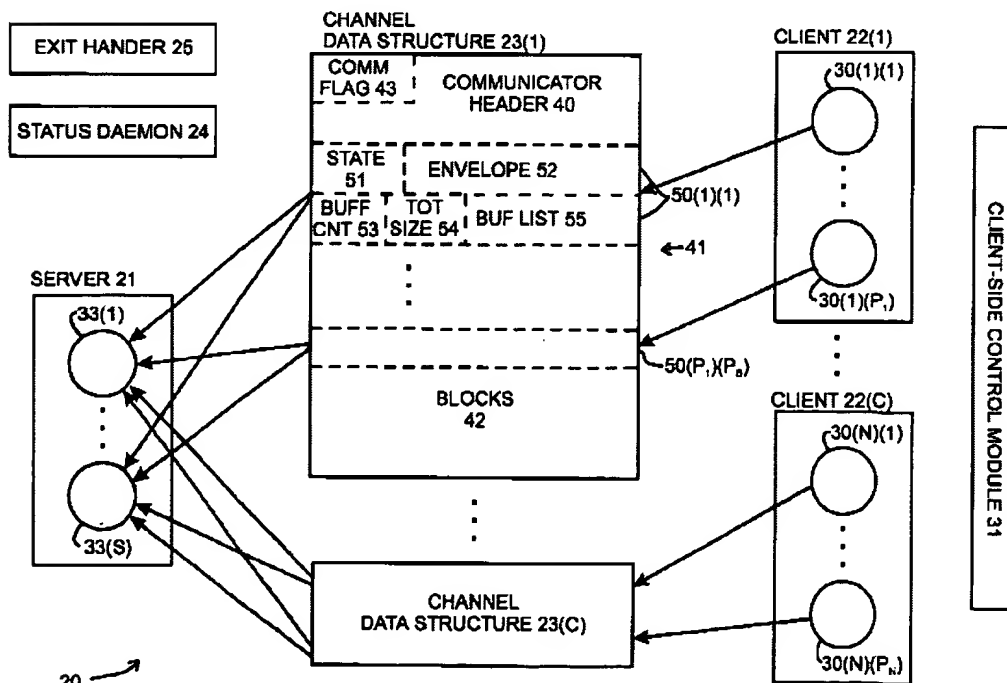 EXIT HANDER 25
STATUS DAEMON 24
CHANNEL
DATA STRUCTURE 23(1)
COMM
FLAG 43
COMMUNICATOR
HEADER 40
STATE
51
ENVELOPE 52
BUFF
CNT 53
TOT
SIZE 54
BUF LIST 55
50(1)(1)
41
50(P₁)(Pₙ)
BLOCKS
42
SERVER 21
33(1)
33(S)
CLIENT 22(1)
30(1)(1)
30(1)(P₁)
CLIENT 22(C)
30(N)(1)
30(N)(Pₙ)
CHANNEL
DATA STRUCTURE 23(C)
CLIENT-SIDE CONTROL MODULE 31
20